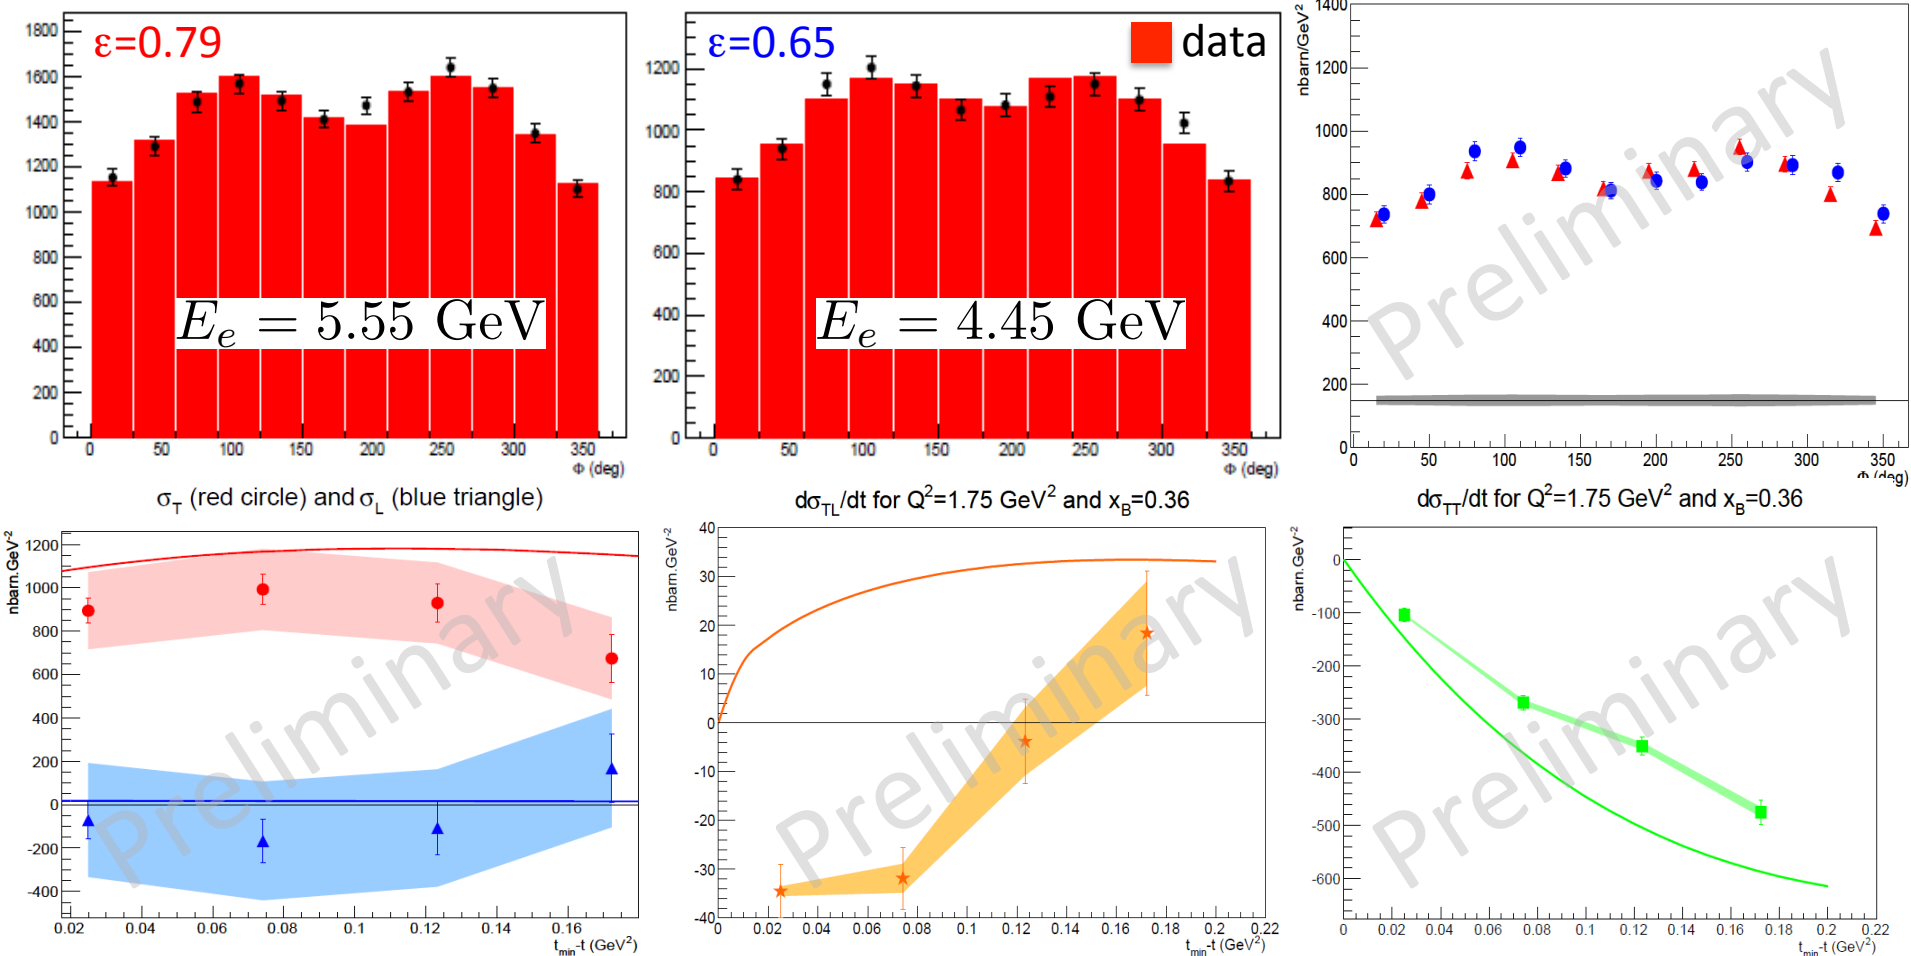 ε=0.79
1800
1600
1400
1200
1000
800
600
400
200
0
E_e = 5.55 GeV
0 50 100 150 200 250 300 350
Φ (deg)
ε=0.65
data
1200
1000
800
600
400
200
0
E_e = 4.45 GeV
0 50 100 150 200 250 300 350
Φ (deg)
nbarn/GeV²
1400
1200
1000
800
600
400
200
0
Preliminary
0 50 100 150 200 250 300 350
Φ (deg)
σ_T (red circle) and σ_L (blue triangle)
nbarn.GeV⁻²
1200
1000
800
600
400
200
0
-200
-400
Preliminary
0.02 0.04 0.06 0.08 0.1 0.12 0.14 0.16
t_min-t (GeV²)
dσ_TL/dt for Q²=1.75 GeV² and x_B=0.36
nbarn.GeV⁻²
40
30
20
10
0
-10
-20
-30
-40
Preliminary
0 0.02 0.04 0.06 0.08 0.1 0.12 0.14 0.16 0.18 0.2 0.22
t_min-t (GeV²)
dσ_TT/dt for Q²=1.75 GeV² and x_B=0.36
nbarn.GeV⁻²
0
-100
-200
-300
-400
-500
-600
Preliminary
0 0.02 0.04 0.06 0.08 0.1 0.12 0.14 0.16 0.18 0.2 0.22
t_min-t (GeV²)